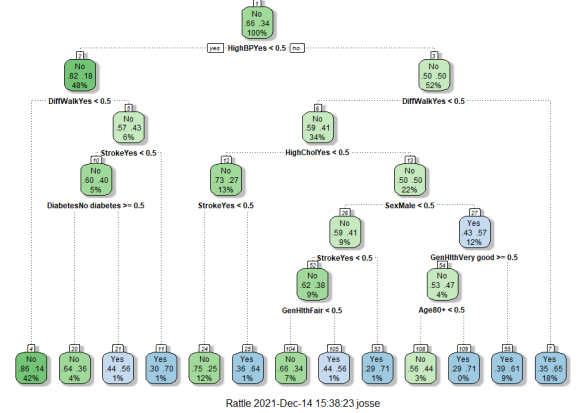 1
No
.66 .34
100%
yes HighBPYes < 0.5 no
2
No
.82 .18
48%
3
No
.50 .50
52%
DiffWalkYes < 0.5
DiffWalkYes < 0.5
5
No
.57 .43
6%
6
No
.59 .41
34%
StrokeYes < 0.5
HighCholYes < 0.5
10
No
.60 .40
5%
12
No
.73 .27
13%
13
No
.50 .50
22%
DiabetesNo diabetes >= 0.5
StrokeYes < 0.5
SexMale < 0.5
26
No
.59 .41
9%
27
Yes
.43 .57
12%
StrokeYes < 0.5
GenHlthVery good >= 0.5
52
No
.62 .38
9%
54
No
.53 .47
4%
GenHlthFair < 0.5
Age80+ < 0.5
4
No
.86 .14
42%
20
No
.64 .36
4%
21
Yes
.44 .56
1%
11
Yes
.30 .70
1%
24
No
.75 .25
12%
25
Yes
.36 .64
1%
104
No
.66 .34
7%
105
Yes
.44 .56
1%
53
Yes
.29 .71
1%
108
No
.56 .44
3%
109
Yes
.29 .71
0%
55
Yes
.39 .61
9%
7
Yes
.35 .65
18%
Rattle 2021-Dec-14 15:38:23 josse